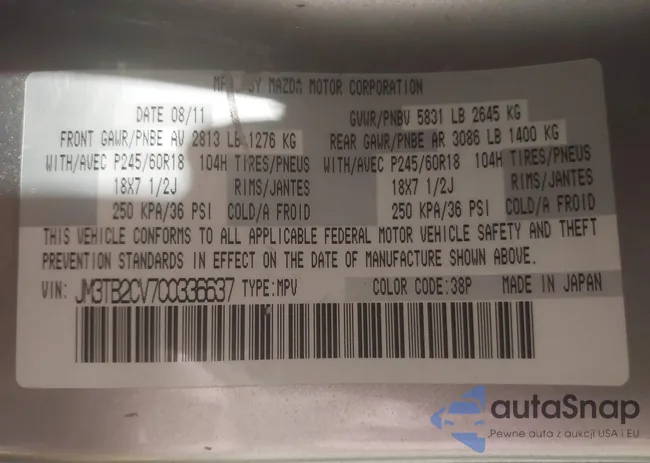 MFD BY MAZDA MOTOR CORPORATION
DATE 08/11 GVWR/PNBV 5831 LB 2645 KG
FRONT GAWR/PNBE AV 2813 LB 1276 KG REAR GAWR/PNBE AR 3086 LB 1400 KG
WITH/AVEC P245/60R18 104H TIRES/PNEUS WITH/AVEC P245/60R18 104H TIRES/PNEUS
18X7 1/2J RIMS/JANTES 18X7 1/2J RIMS/JANTES
250 KPA/36 PSI COLD/A FROID 250 KPA/36 PSI COLD/A FROID
THIS VEHICLE CONFORMS TO ALL APPLICABLE FEDERAL MOTOR VEHICLE SAFETY AND THEFT
PREVENTION STANDARDS IN EFFECT ON THE DATE OF MANUFACTURE SHOWN ABOVE.
VIN: JM3TB2CV7C0336637 TYPE:MPV COLOR CODE:38P MADE IN JAPAN
autaSnap
Pewne auta z aukcji USA i EU